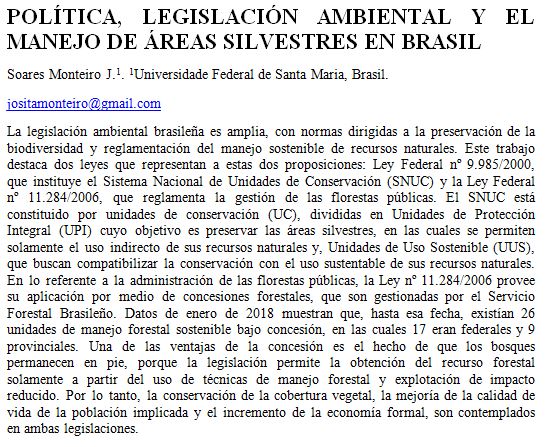 POLÍTICA, LEGISLACIÓN AMBIENTAL Y EL
MANEJO DE ÁREAS SILVESTRES EN BRASIL
Soares Monteiro J.¹. ¹Universidade Federal de Santa Maria, Brasil.
jositamonteiro@gmail.com
La legislación ambiental brasileña es amplia, con normas dirigidas a la preservación de la
biodiversidad y reglamentación del manejo sostenible de recursos naturales. Este trabajo
destaca dos leyes que representan a estas dos proposiciones: Ley Federal nº 9.985/2000,
que instituye el Sistema Nacional de Unidades de Conservación (SNUC) y la Ley Federal
nº 11.284/2006, que reglamenta la gestión de las florestas públicas. El SNUC está
constituido por unidades de conservación (UC), divididas en Unidades de Protección
Integral (UPI) cuyo objetivo es preservar las áreas silvestres, en las cuales se permiten
solamente el uso indirecto de sus recursos naturales y, Unidades de Uso Sostenible (UUS),
que buscan compatibilizar la conservación con el uso sustentable de sus recursos naturales.
En lo referente a la administración de las florestas públicas, la Ley nº 11.284/2006 provee
su aplicación por medio de concesiones forestales, que son gestionadas por el Servicio
Forestal Brasileño. Datos de enero de 2018 muestran que, hasta esa fecha, existían 26
unidades de manejo forestal sostenible bajo concesión, en las cuales 17 eran federales y 9
provinciales. Una de las ventajas de la concesión es el hecho de que los bosques
permanecen en pie, porque la legislación permite la obtención del recurso forestal
solamente a partir del uso de técnicas de manejo forestal y explotación de impacto
reducido. Por lo tanto, la conservación de la cobertura vegetal, la mejoría de la calidad de
vida de la población implicada y el incremento de la economía formal, son contemplados
en ambas legislaciones.